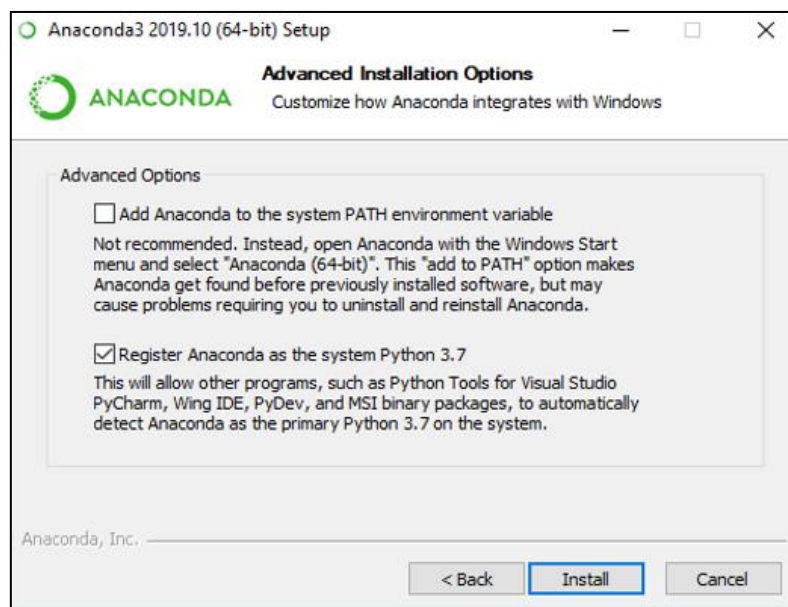 Anaconda3 2019.10 (64-bit) Setup
ANACONDA
Advanced Installation Options
Customize how Anaconda integrates with Windows
Advanced Options
Add Anaconda to the system PATH environment variable
Not recommended. Instead, open Anaconda with the Windows Start
menu and select "Anaconda (64-bit)". This "add to PATH" option makes
Anaconda get found before previously installed software, but may
cause problems requiring you to uninstall and reinstall Anaconda.
Register Anaconda as the system Python 3.7
This will allow other programs, such as Python Tools for Visual Studio
PyCharm, Wing IDE, PyDev, and MSI binary packages, to automatically
detect Anaconda as the primary Python 3.7 on the system.
Anaconda, Inc.
< Back Install Cancel